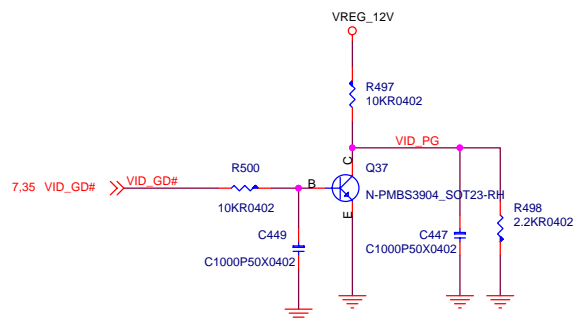 VREG_12V
R497
10KR0402
VID_PG
7,35 VID_GD#
VID_GD#
R500
10KR0402
B
C
E
Q37
N-PMBS3904_SOT23-RH
C449
C1000P50X0402
C447
C1000P50X0402
R498
2.2KR0402